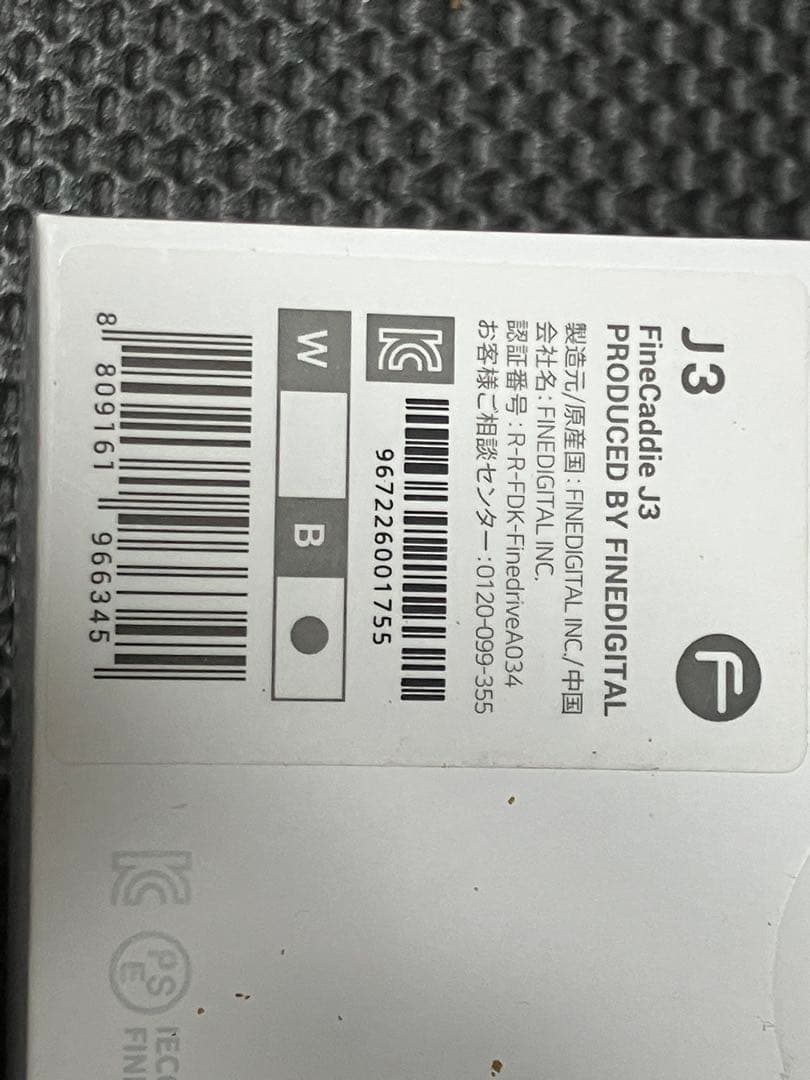 J3
FineCaddie J3
PRODUCED BY FINEDIGITAL
製造元/原産国 : FINEDIGITAL INC./ 中国
会社名 : FINEDIGITAL INC.
認証番号 : R-R-FDK-FinedriveA034
お客様ご相談センター : 0120-099-355
967226001755
W B
8 809161 966345
PSE